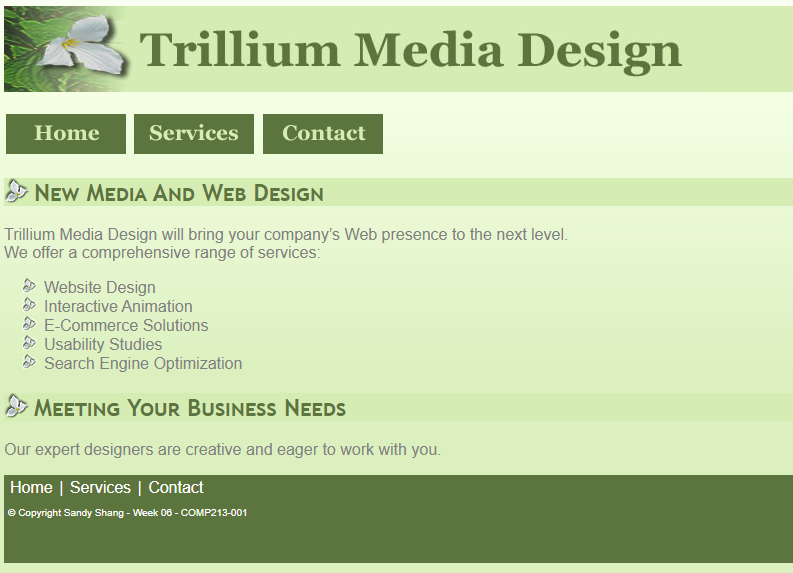 Trillium Media Design
Home Services Contact
New Media And Web Design
Trillium Media Design will bring your company’s Web presence to the next level.
We offer a comprehensive range of services:
Website Design
Interactive Animation
E-Commerce Solutions
Usability Studies
Search Engine Optimization
Meeting Your Business Needs
Our expert designers are creative and eager to work with you.
Home | Services | Contact
© Copyright Sandy Shang - Week 06 - COMP213-001